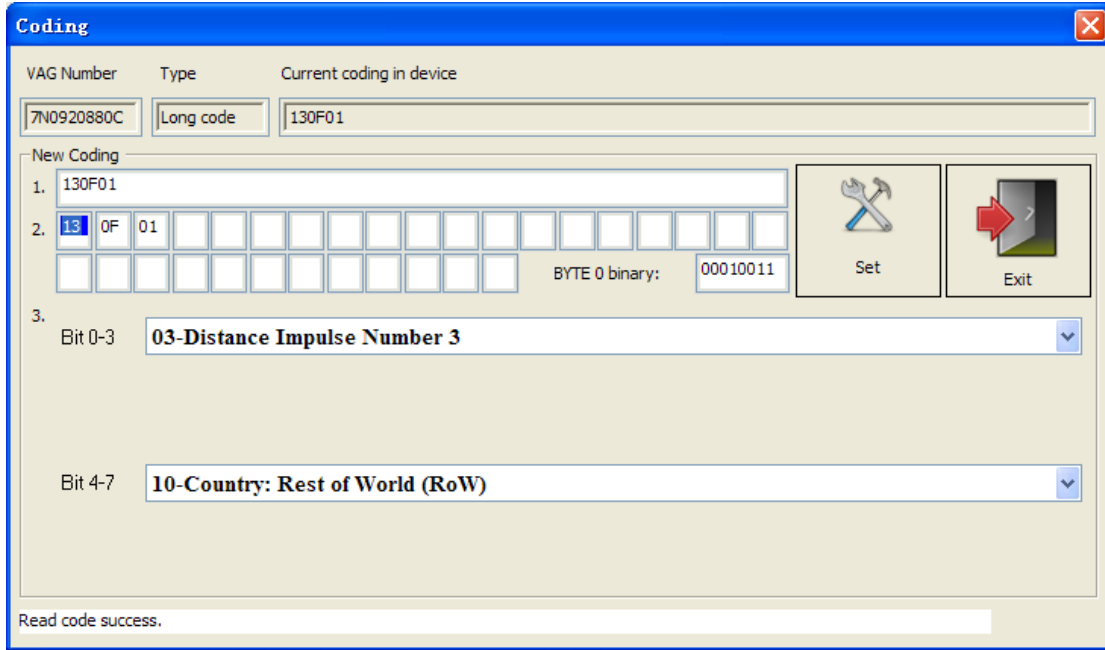 Coding
VAG Number Type Current coding in device
7N0920880C Long code 130F01
New Coding
1. 130F01
2. 13 0F 01
BYTE 0 binary: 00010011
Set
Exit
3.
Bit 0-3 03-Distance Impulse Number 3
Bit 4-7 10-Country: Rest of World (RoW)
Read code success.